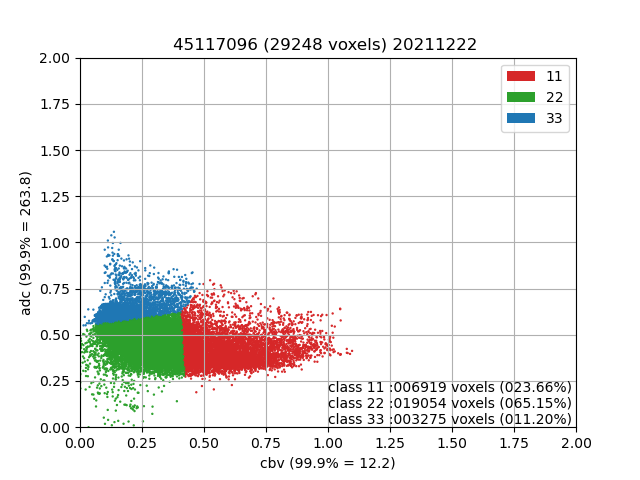 45117096 (29248 voxels) 20211222
2.00
1.75
1.50
1.25
1.00
0.75
0.50
0.25
0.00
adc (99.9% = 263.8)
11
22
33
class 11 :006919 voxels (023.66%)
class 22 :019054 voxels (065.15%)
class 33 :003275 voxels (011.20%)
0.00 0.25 0.50 0.75 1.00 1.25 1.50 1.75 2.00
cbv (99.9% = 12.2)